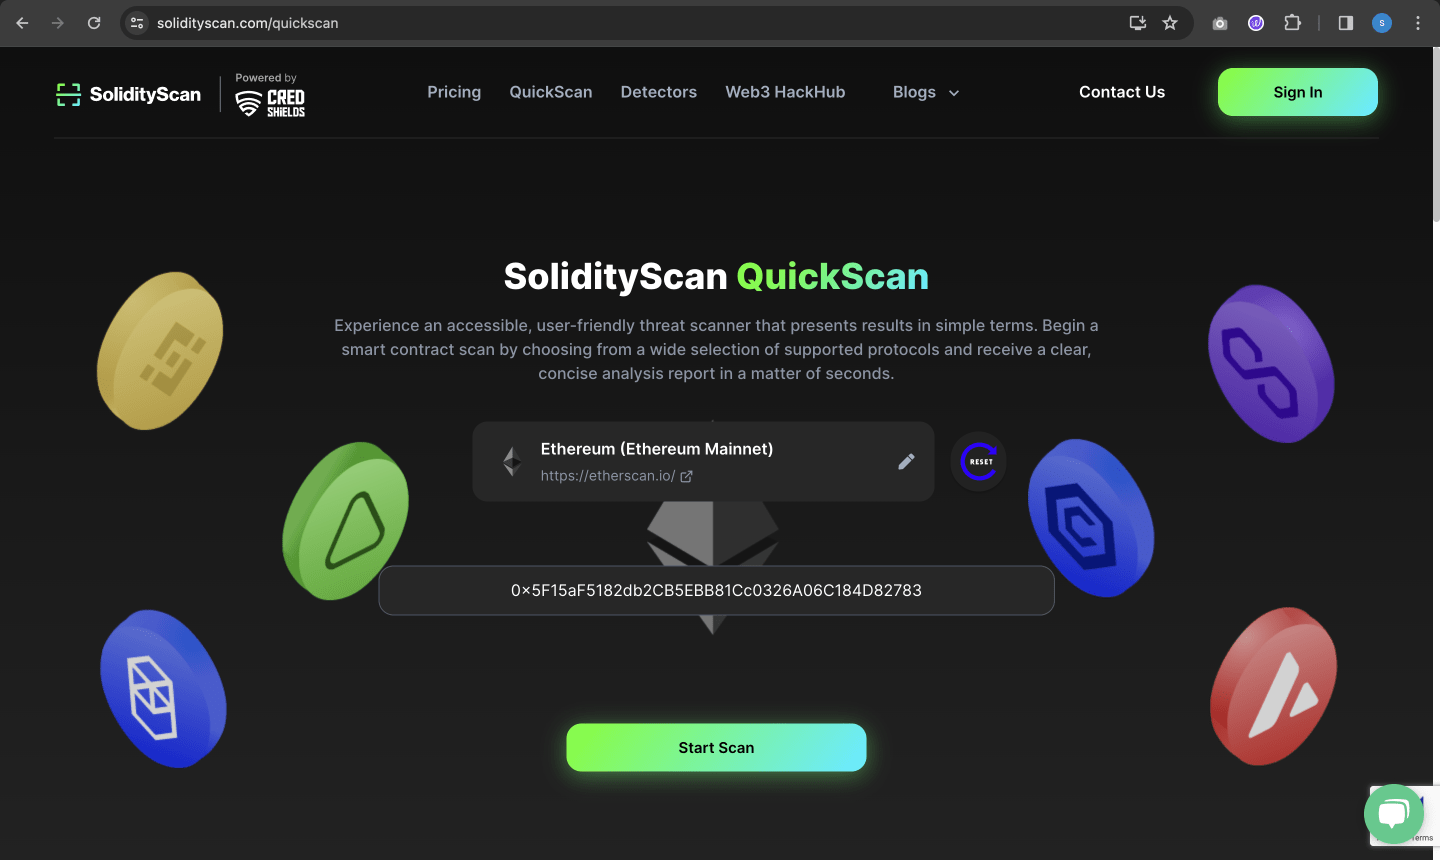 solidityscan.com/quickscan
S
SolidityScan
Powered by
CRED
SHIELDS
Pricing
QuickScan
Detectors
Web3 HackHub
Blogs
Contact Us
Sign In
SolidityScan QuickScan
Experience an accessible, user-friendly threat scanner that presents results in simple terms. Begin a
smart contract scan by choosing from a wide selection of supported protocols and receive a clear,
concise analysis report in a matter of seconds.
Ethereum (Ethereum Mainnet)
https://etherscan.io/
RESET
0x5F15aF5182db2CB5EBB81Cc0326A06C184D82783
Start Scan
Terms